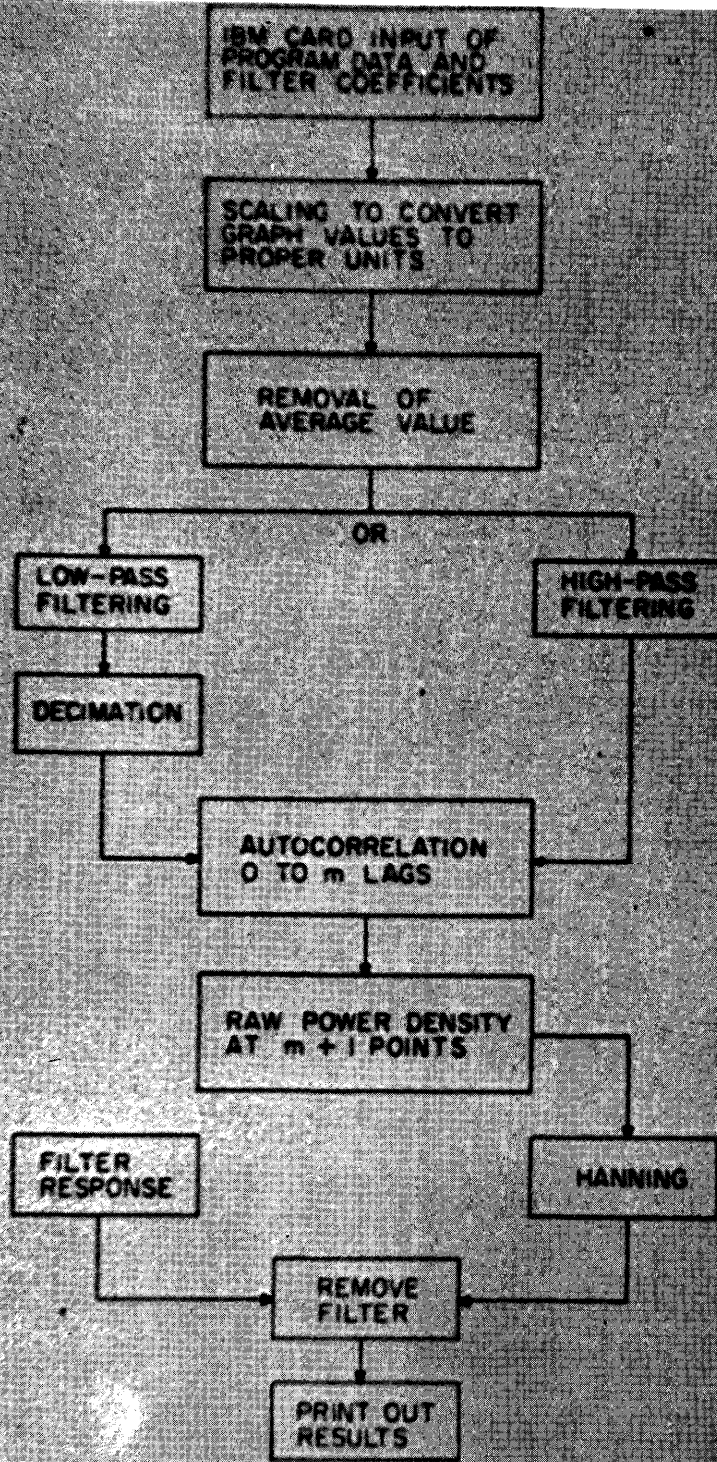 IBM CARD INPUT OF
PROGRAM DATA AND
FILTER COEFFICIENTS
SCALING TO CONVERT
GRAPH VALUES TO
PROPER UNITS
REMOVAL OF
AVERAGE VALUE
OR
LOW-PASS
FILTERING
HIGH-PASS
FILTERING
DECIMATION
AUTOCORRELATION
O TO m LAGS
RAW POWER DENSITY
AT m + I POINTS
FILTER
RESPONSE
HANNING
REMOVE
FILTER
PRINT OUT
RESULTS